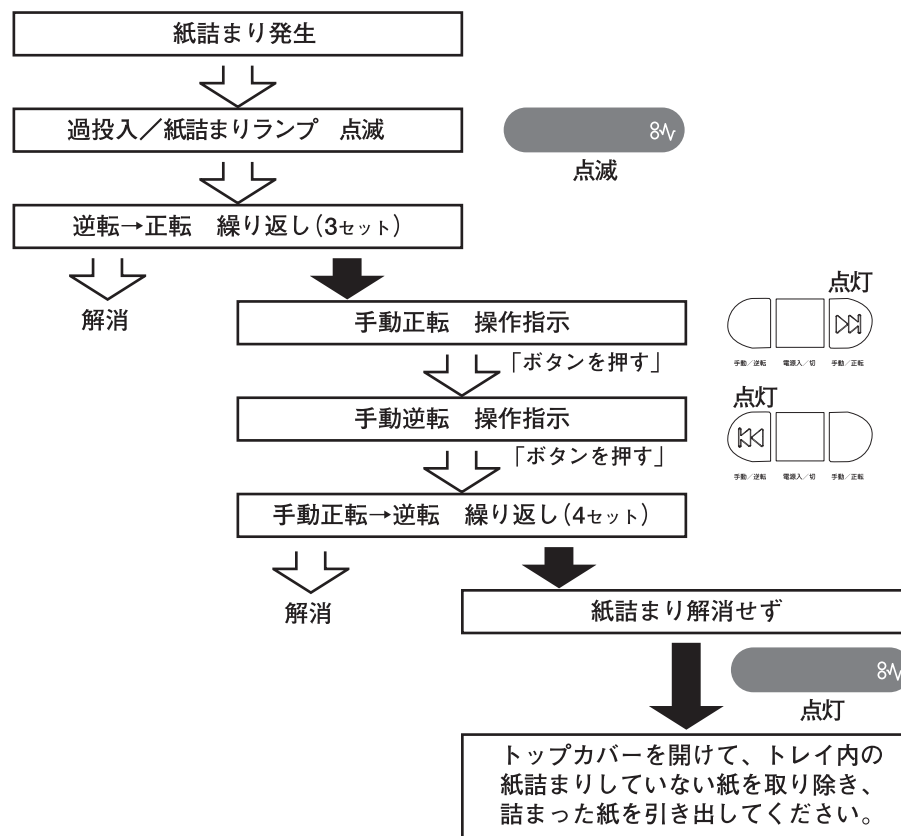 紙詰まり発生
過投入／紙詰まりランプ　点滅
点滅
逆転→正転　繰り返し（3セット）
解消
点灯
手動正転　操作指示
手動／逆転　電源入／切　手動／正転
「ボタンを押す」
点灯
手動逆転　操作指示
手動／逆転　電源入／切　手動／正転
「ボタンを押す」
手動正転→逆転　繰り返し（4セット）
解消
紙詰まり解消せず
点灯
トップカバーを開けて、トレイ内の
紙詰まりしていない紙を取り除き、
詰まった紙を引き出してください。